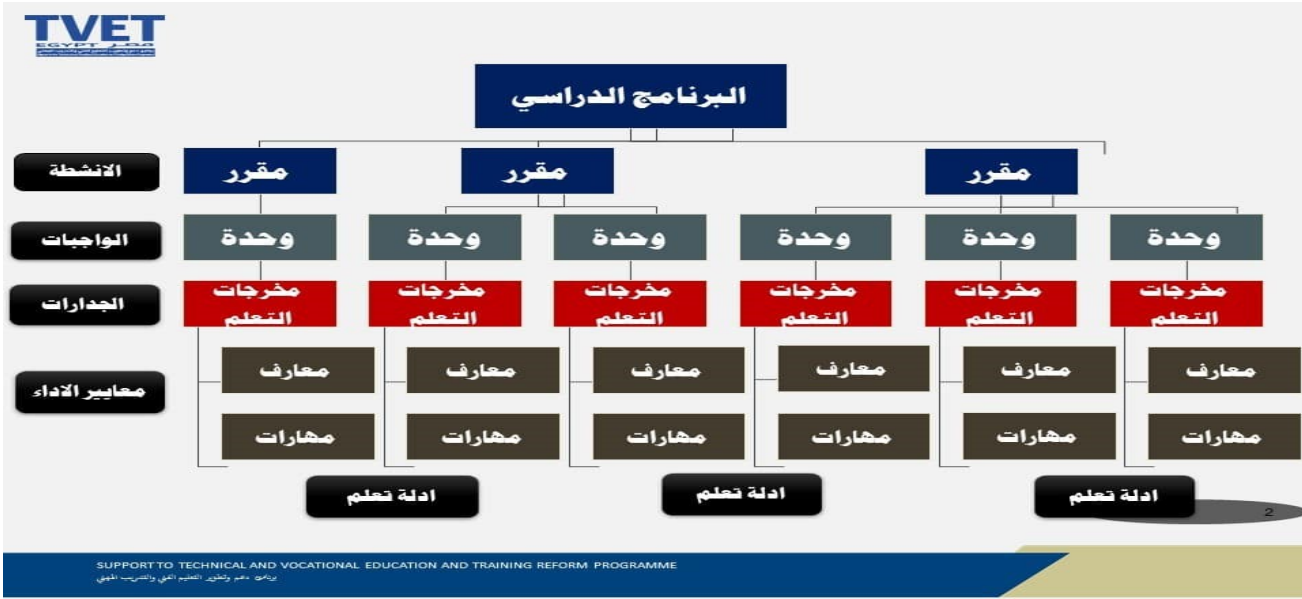 TVET
EGYPT مصر
البرنامج الدراسي
الانشطة
مقرر
مقرر
مقرر
الواجبات
وحدة
وحدة
وحدة
وحدة
وحدة
وحدة
الجدارات
مخرجات التعلم
مخرجات التعلم
مخرجات التعلم
مخرجات التعلم
مخرجات التعلم
مخرجات التعلم
معايير الاداء
معارف
معارف
معارف
معارف
معارف
معارف
مهارات
مهارات
مهارات
مهارات
مهارات
مهارات
ادلة تعلم
ادلة تعلم
ادلة تعلم
2
SUPPORT TO TECHNICAL AND VOCATIONAL EDUCATION AND TRAINING REFORM PROGRAMME
برنامج دعم وتطوير التعليم الفني والتدريب المهني